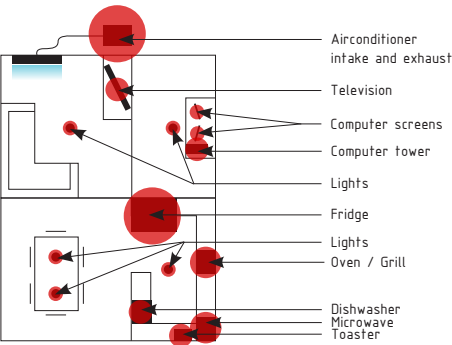 Airconditioner
intake and exhaust
Television
Computer screens
Computer tower
Lights
Fridge
Lights
Oven / Grill
Dishwasher
Microwave
Toaster